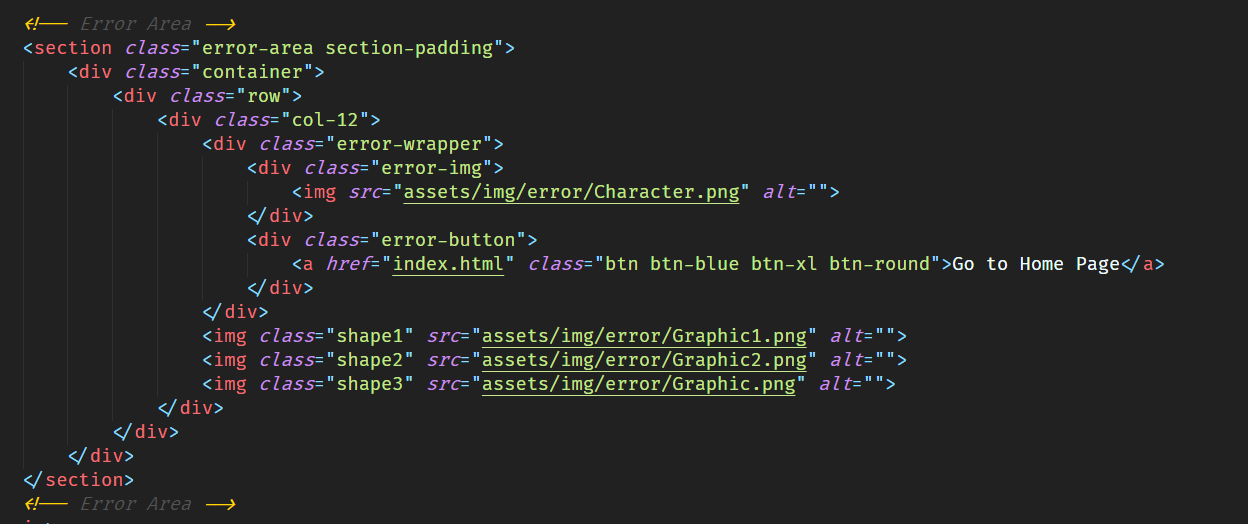 <!-- Error Area -->
<section class="error-area section-padding">
<div class="container">
<div class="row">
<div class="col-12">
<div class="error-wrapper">
<div class="error-img">
<img src="assets/img/error/Character.png" alt="">
</div>
<div class="error-button">
<a href="index.html" class="btn btn-blue btn-xl btn-round">Go to Home Page</a>
</div>
</div>
<img class="shape1" src="assets/img/error/Graphic1.png" alt="">
<img class="shape2" src="assets/img/error/Graphic2.png" alt="">
<img class="shape3" src="assets/img/error/Graphic.png" alt="">
</div>
</div>
</div>
</section>
<!-- Error Area -->